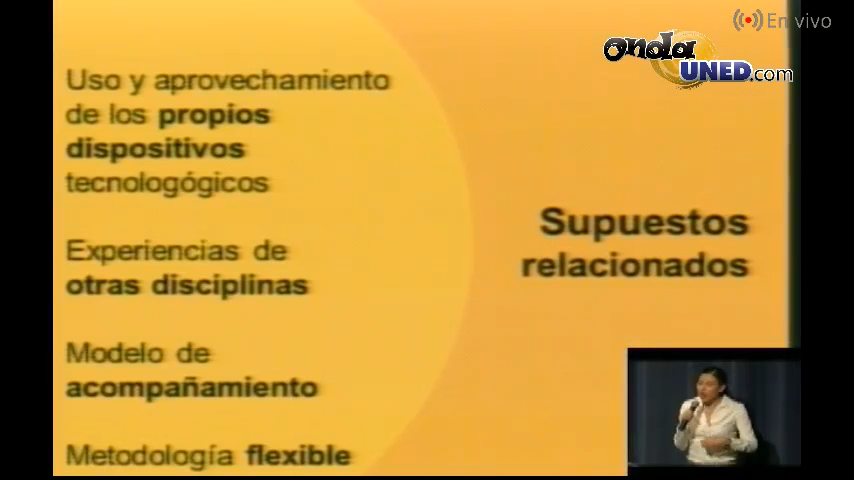 En vivo
onda
UNED.com
Uso y aprovechamiento
de los propios
dispositivos
tecnologógicos
Experiencias de
otras disciplinas
Modelo de
acompañamiento
Metodología flexible
Supuestos
relacionados